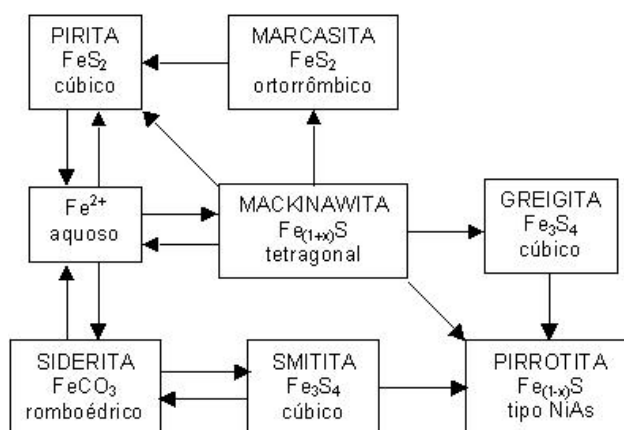 PIRITA
FeS2
cúbico
MARCASITA
FeS2
ortorrômbico
Fe2+
aquoso
MACKINAWITA
Fe(1+x)S
tetragonal
GREIGITA
Fe3S4
cúbico
SIDERITA
FeCO3
romboédrico
SMITITA
Fe3S4
cúbico
PIRROTITA
Fe(1-x)S
tipo NiAs